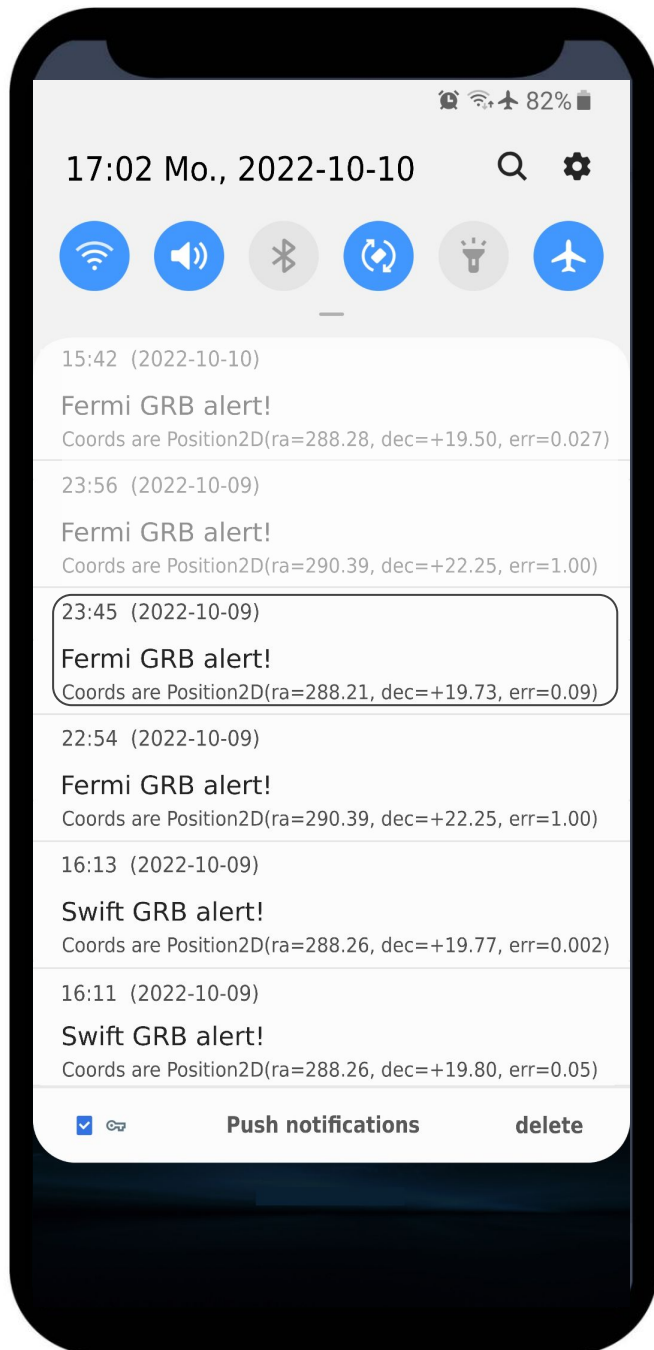 82%
17:02 Mo., 2022-10-10
15:42 (2022-10-10)
Fermi GRB alert!
Coords are Position2D(ra=288.28, dec=+19.50, err=0.027)
23:56 (2022-10-09)
Fermi GRB alert!
Coords are Position2D(ra=290.39, dec=+22.25, err=1.00)
23:45 (2022-10-09)
Fermi GRB alert!
Coords are Position2D(ra=288.21, dec=+19.73, err=0.09)
22:54 (2022-10-09)
Fermi GRB alert!
Coords are Position2D(ra=290.39, dec=+22.25, err=1.00)
16:13 (2022-10-09)
Swift GRB alert!
Coords are Position2D(ra=288.26, dec=+19.77, err=0.002)
16:11 (2022-10-09)
Swift GRB alert!
Coords are Position2D(ra=288.26, dec=+19.80, err=0.05)
Push notifications delete